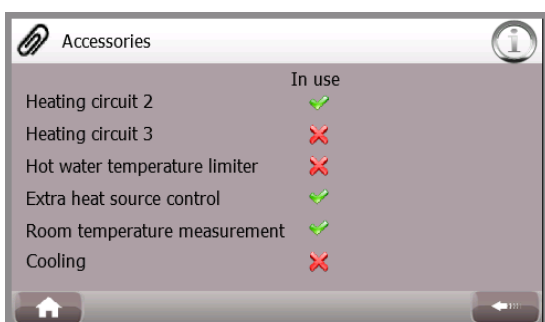 Accessories
In use
Heating circuit 2
Heating circuit 3
Hot water temperature limiter
Extra heat source control
Room temperature measurement
Cooling